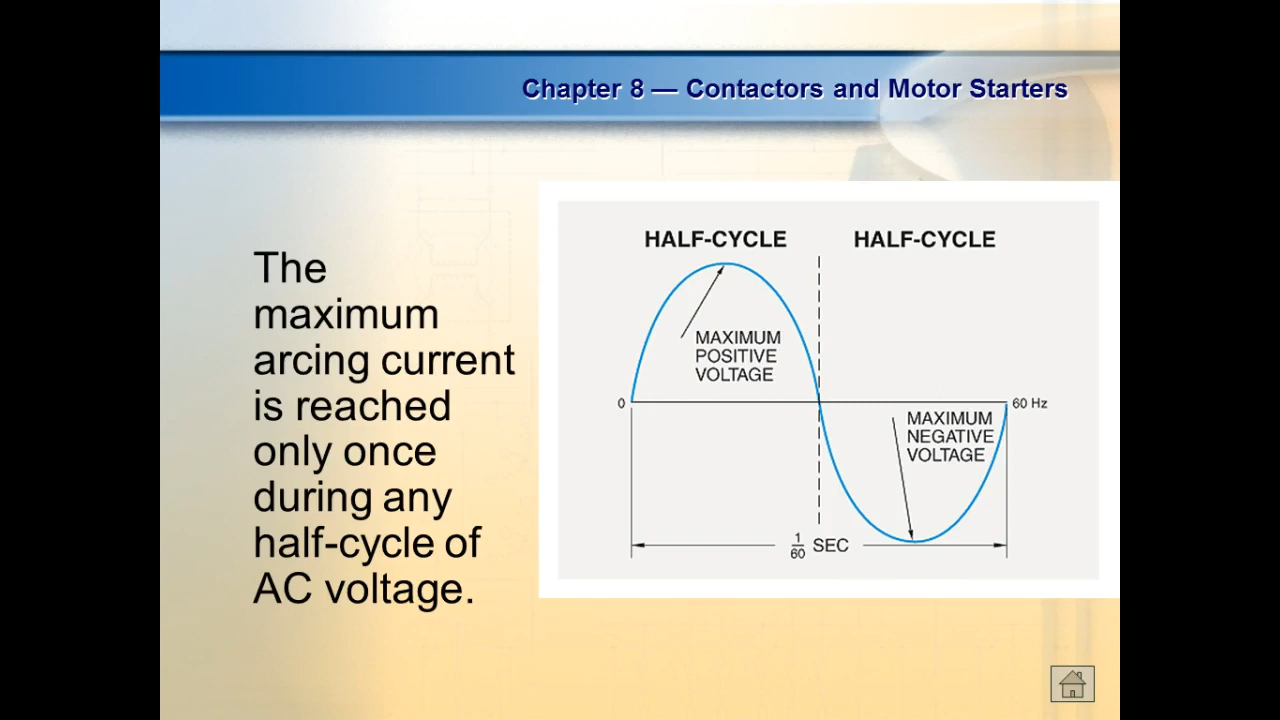 Chapter 8 — Contactors and Motor Starters
The
maximum
arcing current
is reached
only once
during any
half-cycle of
AC voltage.
HALF-CYCLE
HALF-CYCLE
MAXIMUM
POSITIVE
VOLTAGE
0
60 Hz
MAXIMUM
NEGATIVE
VOLTAGE
1/60 SEC